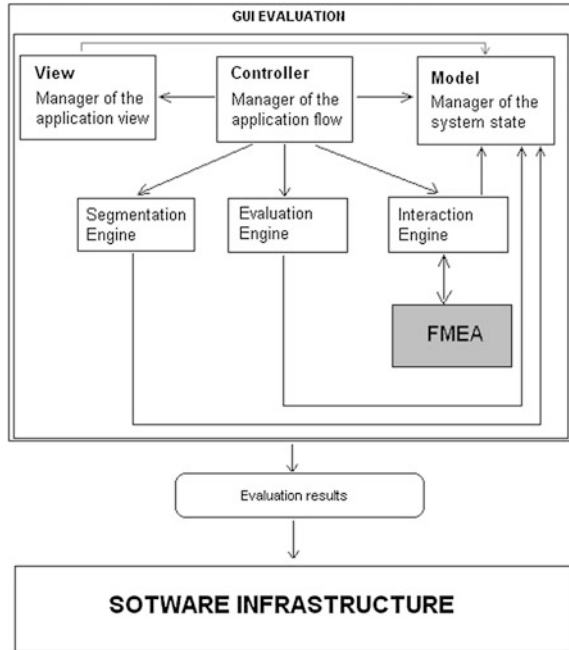 GUI EVALUATION
View
Manager of the
application view
Controller
Manager of the
application flow
Model
Manager of the
system state
Segmentation
Engine
Evaluation
Engine
Interaction
Engine
FMEA
Evaluation results
SOTWARE INFRASTRUCTURE